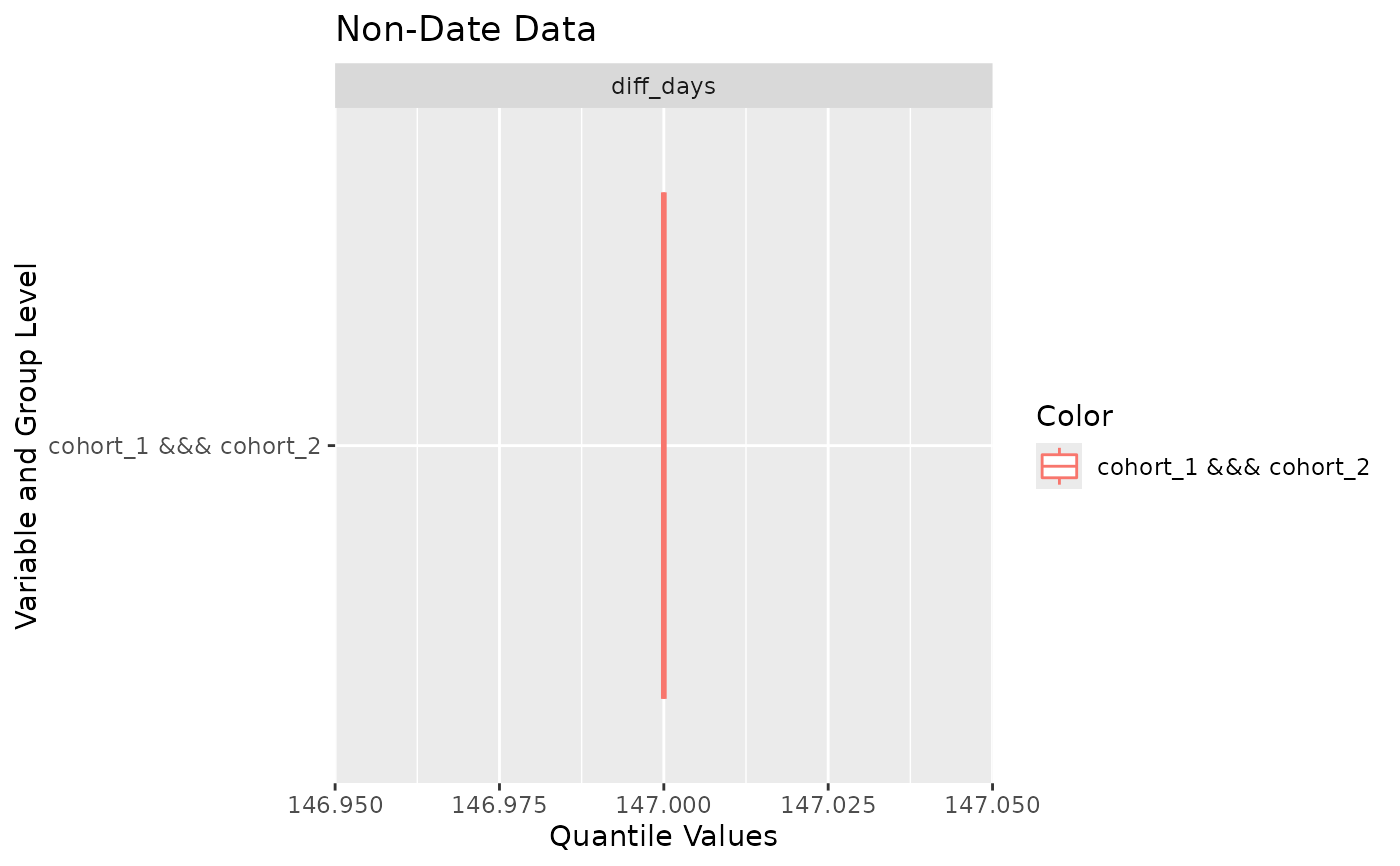 Non-Date Data
diff_days
Variable and Group Level
cohort_1 &&& cohort_2
146.950 146.975 147.000 147.025 147.050
Quantile Values
Color
cohort_1 &&& cohort_2